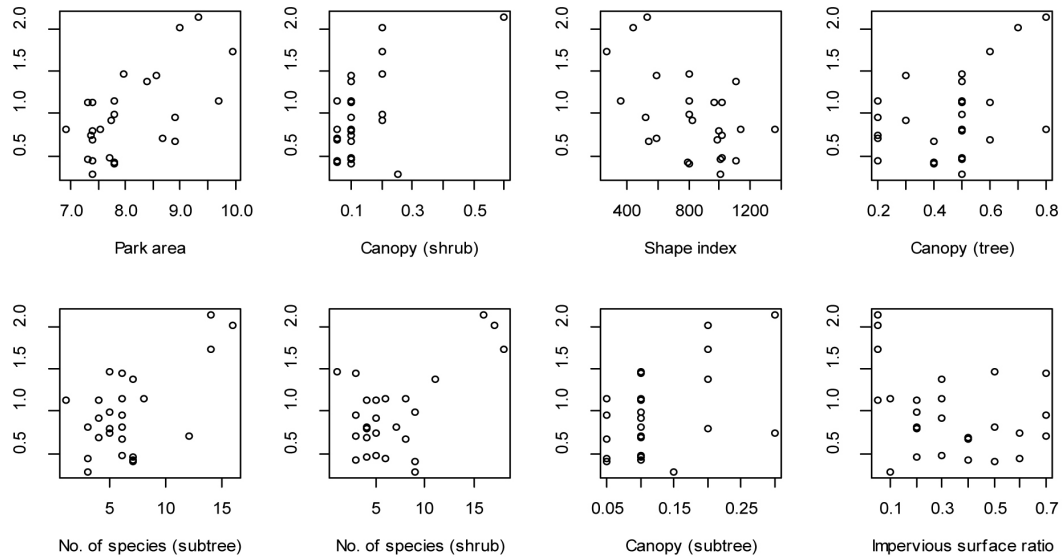 0.5 1.0 1.5 2.0
7.0 8.0 9.0 10.0
Park area
0.5 1.0 1.5 2.0
0.1 0.3 0.5
Canopy (shrub)
0.5 1.0 1.5 2.0
400 800 1200
Shape index
0.5 1.0 1.5 2.0
0.2 0.4 0.6 0.8
Canopy (tree)
0.5 1.0 1.5 2.0
5 10 15
No. of species (subtree)
0.5 1.0 1.5 2.0
5 10 15
No. of species (shrub)
0.5 1.0 1.5 2.0
0.05 0.15 0.25
Canopy (subtree)
0.5 1.0 1.5 2.0
0.1 0.3 0.5 0.7
Impervious surface ratio